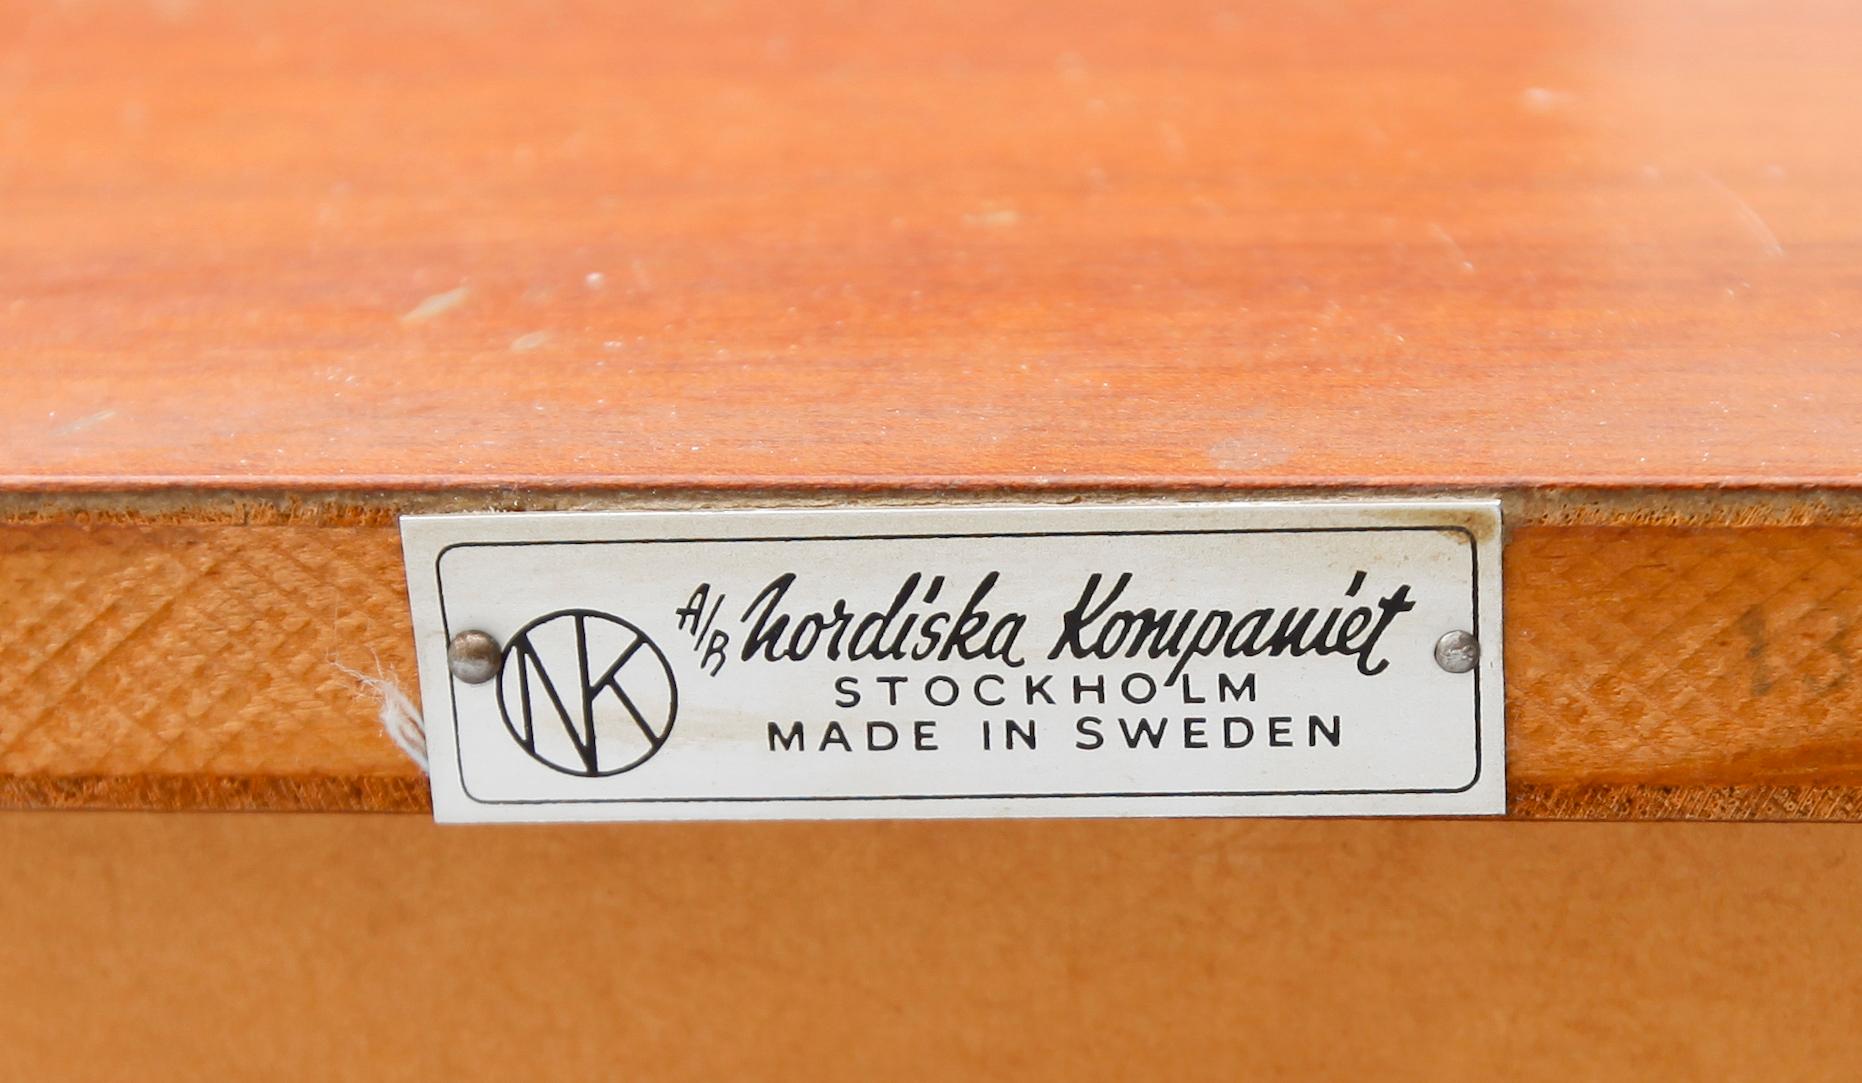 NK
A/B Nordiska Kompaniet
STOCKHOLM
MADE IN SWEDEN